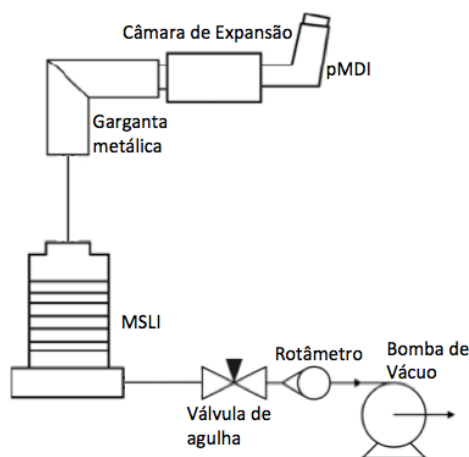 Câmara de Expansão
pMDI
Garganta
metálica
MSLI
Rotâmetro
Bomba de
Vácuo
Válvula de
agulha